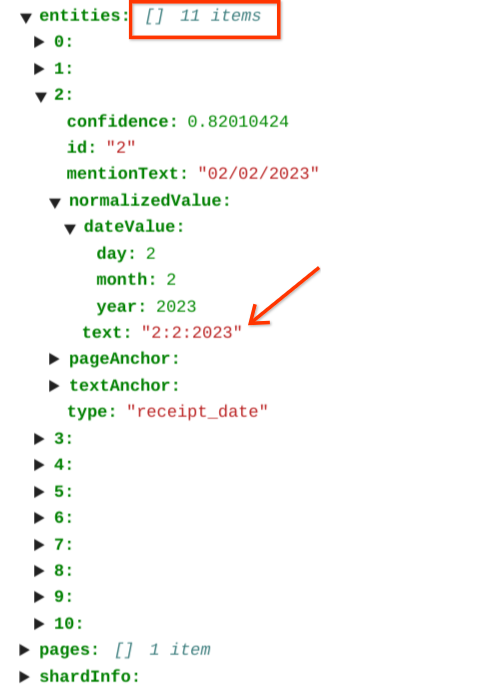 entities: [] 11 items
0:
1:
2:
confidence: 0.82010424
id: "2"
mentionText: "02/02/2023"
normalizedValue:
dateValue:
day: 2
month: 2
year: 2023
text: "2:2:2023"
pageAnchor:
textAnchor:
type: "receipt_date"
3:
4:
5:
6:
7:
8:
9:
10:
pages: [] 1 item
shardInfo: